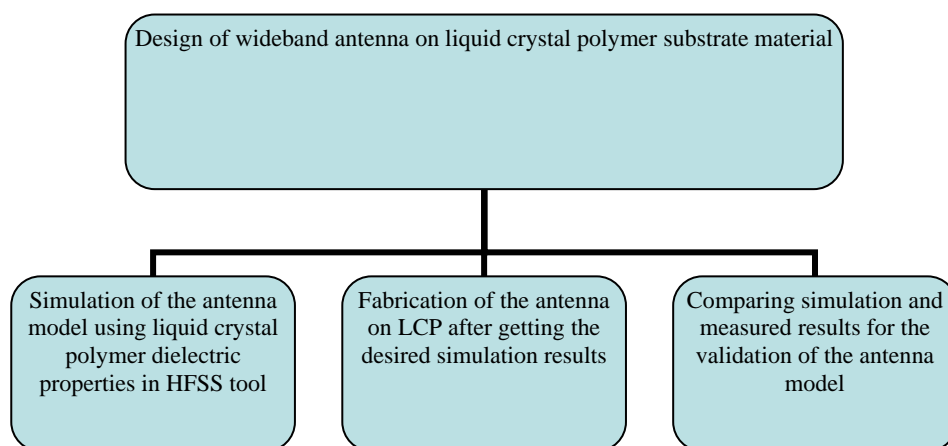 Design of wideband antenna on liquid crystal polymer substrate material
Simulation of the antenna
model using liquid crystal
polymer dielectric
properties in HFSS tool
Fabrication of the antenna
on LCP after getting the
desired simulation results
Comparing simulation and
measured results for the
validation of the antenna
model